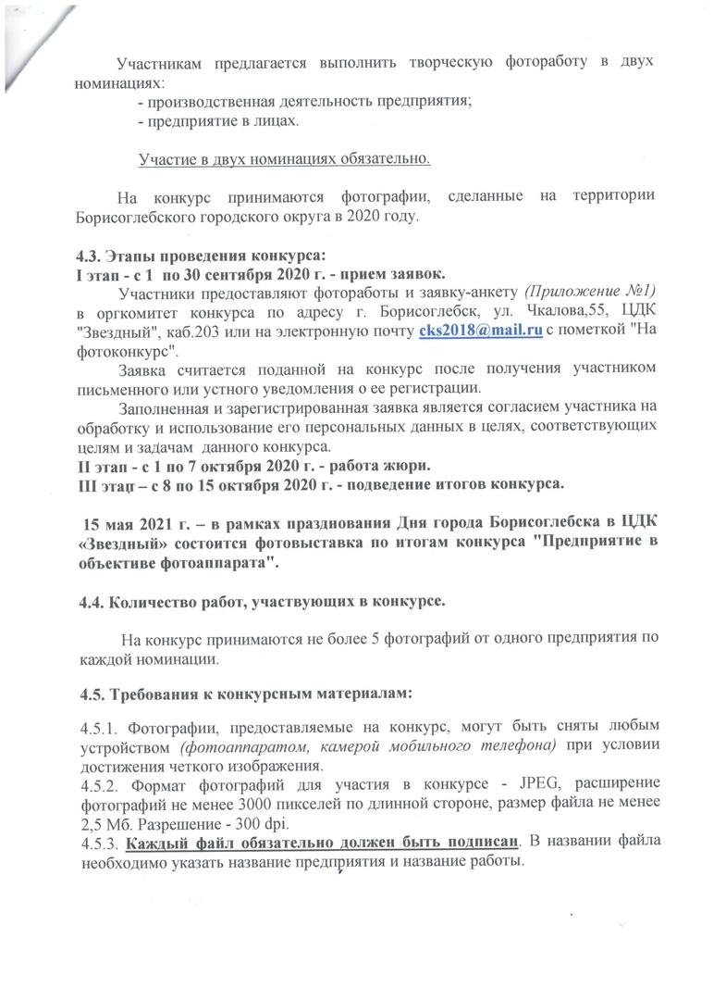 Участникам предлагается выполнить творческую фотоработу в двух
номинациях:
- производственная деятельность предприятия;
- предприятие в лицах.
Участие в двух номинациях обязательно.
На конкурс принимаются фотографии, сделанные на территории
Борисоглебского городского округа в 2020 году.
4.3. Этапы проведения конкурса:
I этап - с 1 по 30 сентября 2020 г. - прием заявок.
Участники предоставляют фотоработы и заявку-анкету (Приложение №1)
в оргкомитет конкурса по адресу г. Борисоглебск, ул. Чкалова,55, ЦДК
"Звездный", каб.203 или на электронную почту cks2018@mail.ru с пометкой "На
фотоконкурс".
Заявка считается поданной на конкурс после получения участником
письменного или устного уведомления о ее регистрации.
Заполненная и зарегистрированная заявка является согласием участника на
обработку и использование его персональных данных в целях, соответствующих
целям и задачам данного конкурса.
II этап - с 1 по 7 октября 2020 г. - работа жюри.
III этап – с 8 по 15 октября 2020 г. - подведение итогов конкурса.
15 мая 2021 г. – в рамках празднования Дня города Борисоглебска в ЦДК
«Звездный» состоится фотовыставка по итогам конкурса "Предприятие в
объективе фотоаппарата".
4.4. Количество работ, участвующих в конкурсе.
На конкурс принимаются не более 5 фотографий от одного предприятия по
каждой номинации.
4.5. Требования к конкурсным материалам:
4.5.1. Фотографии, предоставляемые на конкурс, могут быть сняты любым
устройством (фотоаппаратом, камерой мобильного телефона) при условии
достижения четкого изображения.
4.5.2. Формат фотографий для участия в конкурсе - JPEG, расширение
фотографий не менее 3000 пикселей по длинной стороне, размер файла не менее
2,5 Мб. Разрешение - 300 dpi.
4.5.3. Каждый файл обязательно должен быть подписан. В названии файла
необходимо указать название предприятия и название работы.